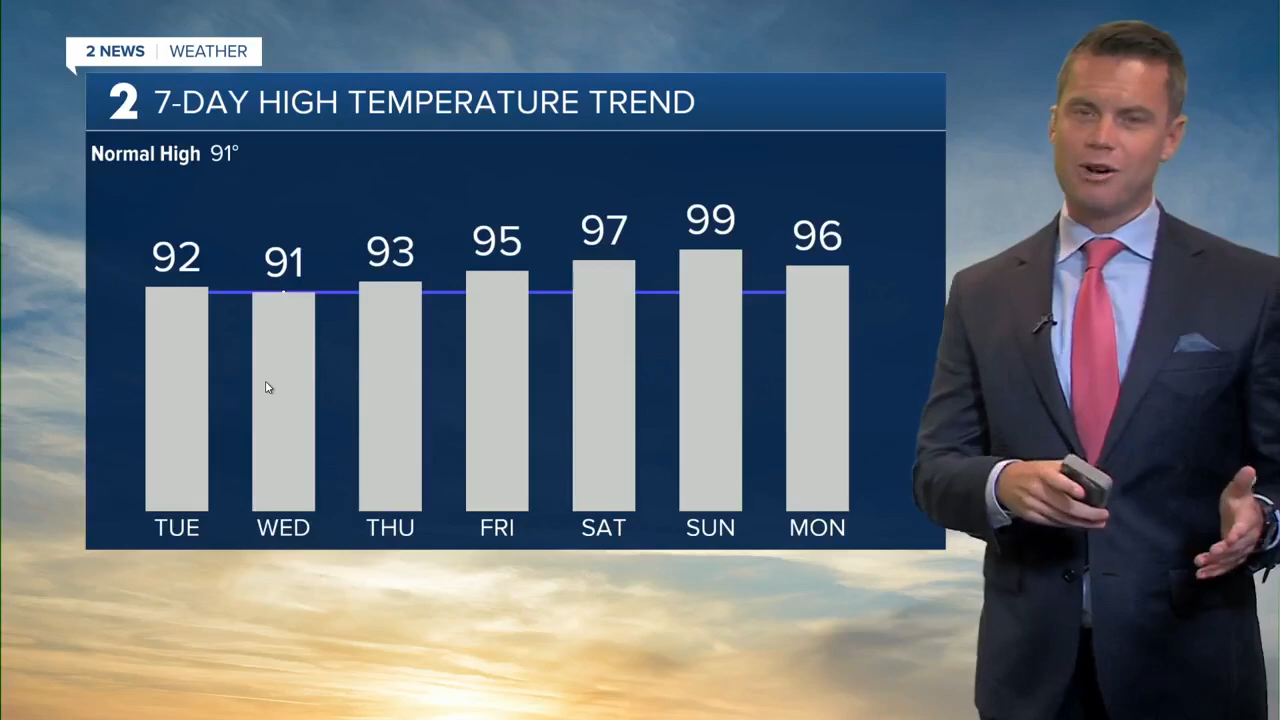 2 NEWS | WEATHER
2 7-DAY HIGH TEMPERATURE TREND
Normal High 91°
92 91 93 95 97 99 96
TUE WED THU FRI SAT SUN MON